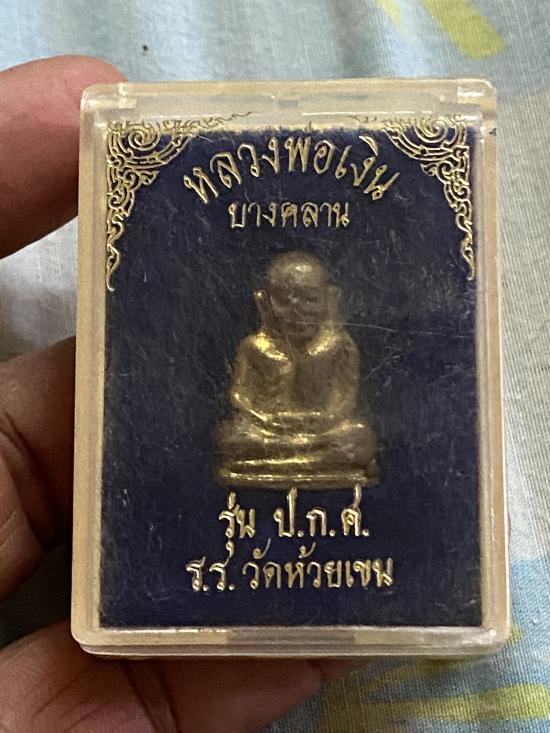 หลวงพ่อเงิน
บางคลาน
รุ่น ป.ก.ศ.
ร.ร. วัดห้วยเขน